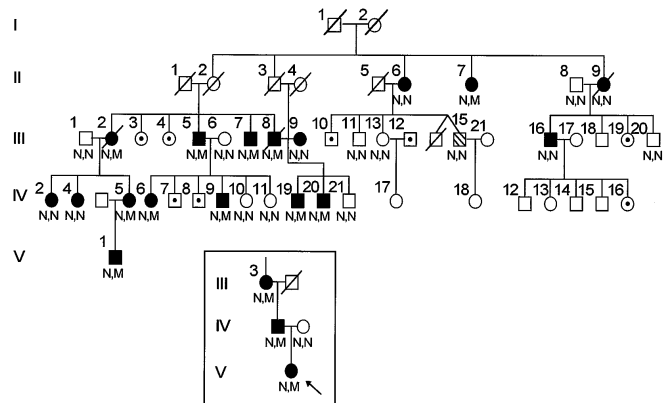 I 1 2
II 1 2 3 4 5 6 7 8 9
N,N N,M N,N N,N
III 1 2 3 4 5 6 7 8 9 10 11 13 12 15 21 16 17 18 19 20
N,N N,M N,M N,N N,M N,M N,N N,N N,N N,M N,N N,N
IV 2 4 5 6 7 8 9 10 11 19 20 21 17 18 12 13 14 15 16
N,N N,N N,M N,M N,M N,N N,N N,M N,M N,N
V 1
N,M
III 3
N,M
IV
N,M N,N
V
N,M